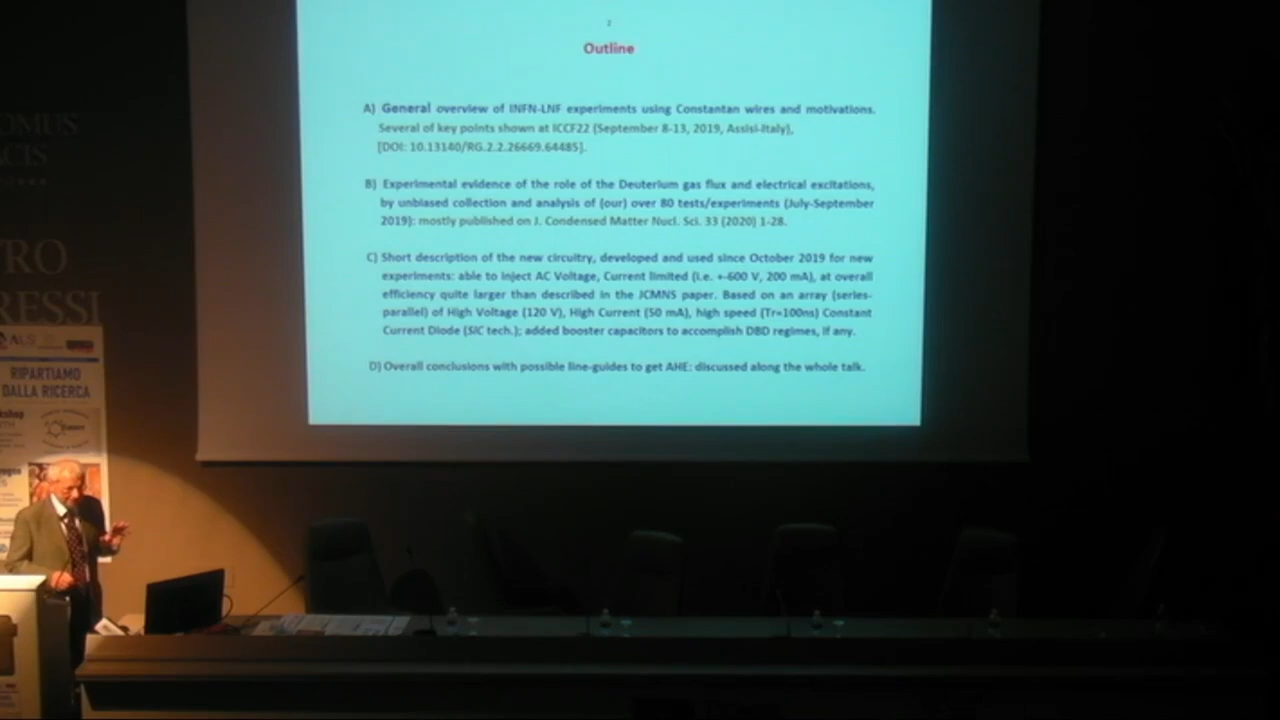 2
Outline
A) General overview of INFN-LNF experiments using Constantan wires and motivations.
Several of key points shown at ICCF22 (September 8-13, 2019, Assisi-Italy),
[DOI: 10.13140/RG.2.2.26669.64485].
B) Experimental evidence of the role of the Deuterium gas flux and electrical excitations,
by unbiased collection and analysis of (our) over 80 tests/experiments (July-September
2019): mostly published on J. Condensed Matter Nucl. Sci. 33 (2020) 1-28.
C) Short description of the new circuitry, developed and used since October 2019 for new
experiments: able to inject AC Voltage, Current limited (i.e. +-600 V, 200 mA), at overall
efficiency quite larger than described in the JCMNS paper. Based on an array (series-
parallel) of High Voltage (120 V), High Current (50 mA), high speed (Tr=100ns) Constant
Current Diode (SiC tech.); added booster capacitors to accomplish DBD regimes, if any.
D) Overall conclusions with possible line-guides to get AHE: discussed along the whole talk.
OMUS
ACIS
TRO
RESSI
ALS
RIPARTIAMO
DALLA RICERCA